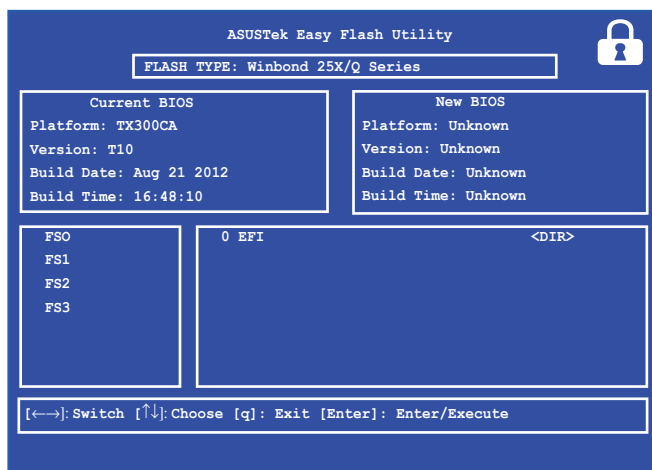 ASUSTek Easy Flash Utility
FLASH TYPE: Winbond 25X/Q Series
Current BIOS
Platform: TX300CA
Version: T10
Build Date: Aug 21 2012
Build Time: 16:48:10
New BIOS
Platform: Unknown
Version: Unknown
Build Date: Unknown
Build Time: Unknown
FSO
FS1
FS2
FS3
0 EFI <DIR>
[←→]: Switch [↑↓]: Choose [q]: Exit [Enter]: Enter/Execute